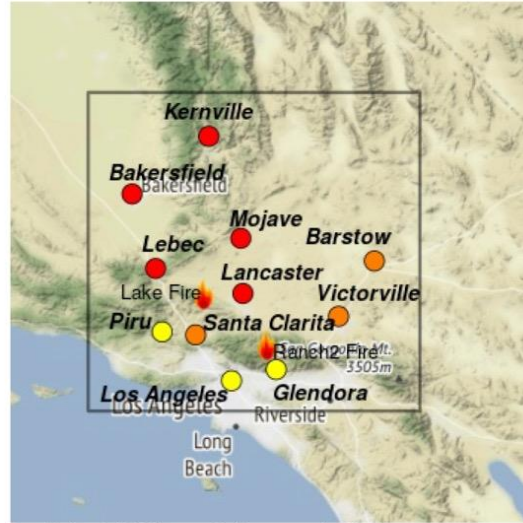 Kernville
Bakersfield
Bakersfield
Mojave
Barstow
Lebec
Lancaster
Lake Fire
Victorville
Piru
Santa Clarita
Mt.
Ranch2 Fire
3505m
Los Angeles
Glendora
Los Angeles
Riverside
Long
Beach